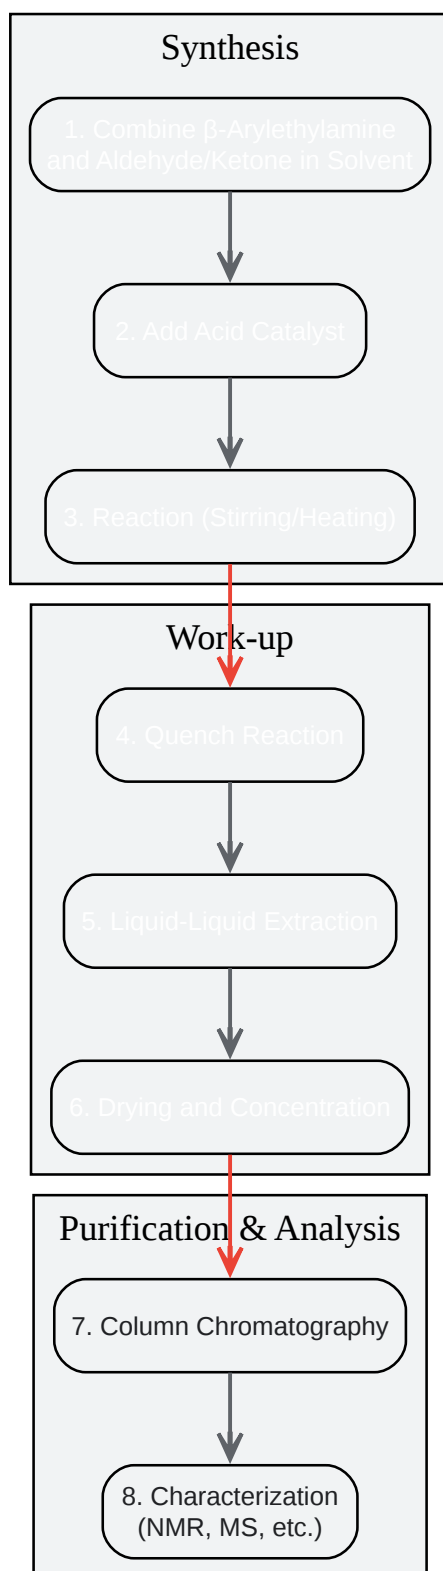 Synthesis
1. Combine β-Arylethylamine
and Aldehyde/Ketone in Solvent
2. Add Acid Catalyst
3. Reaction (Stirring/Heating)
Work-up
4. Quench Reaction
5. Liquid-Liquid Extraction
6. Drying and Concentration
Purification & Analysis
7. Column Chromatography
8. Characterization
(NMR, MS, etc.)